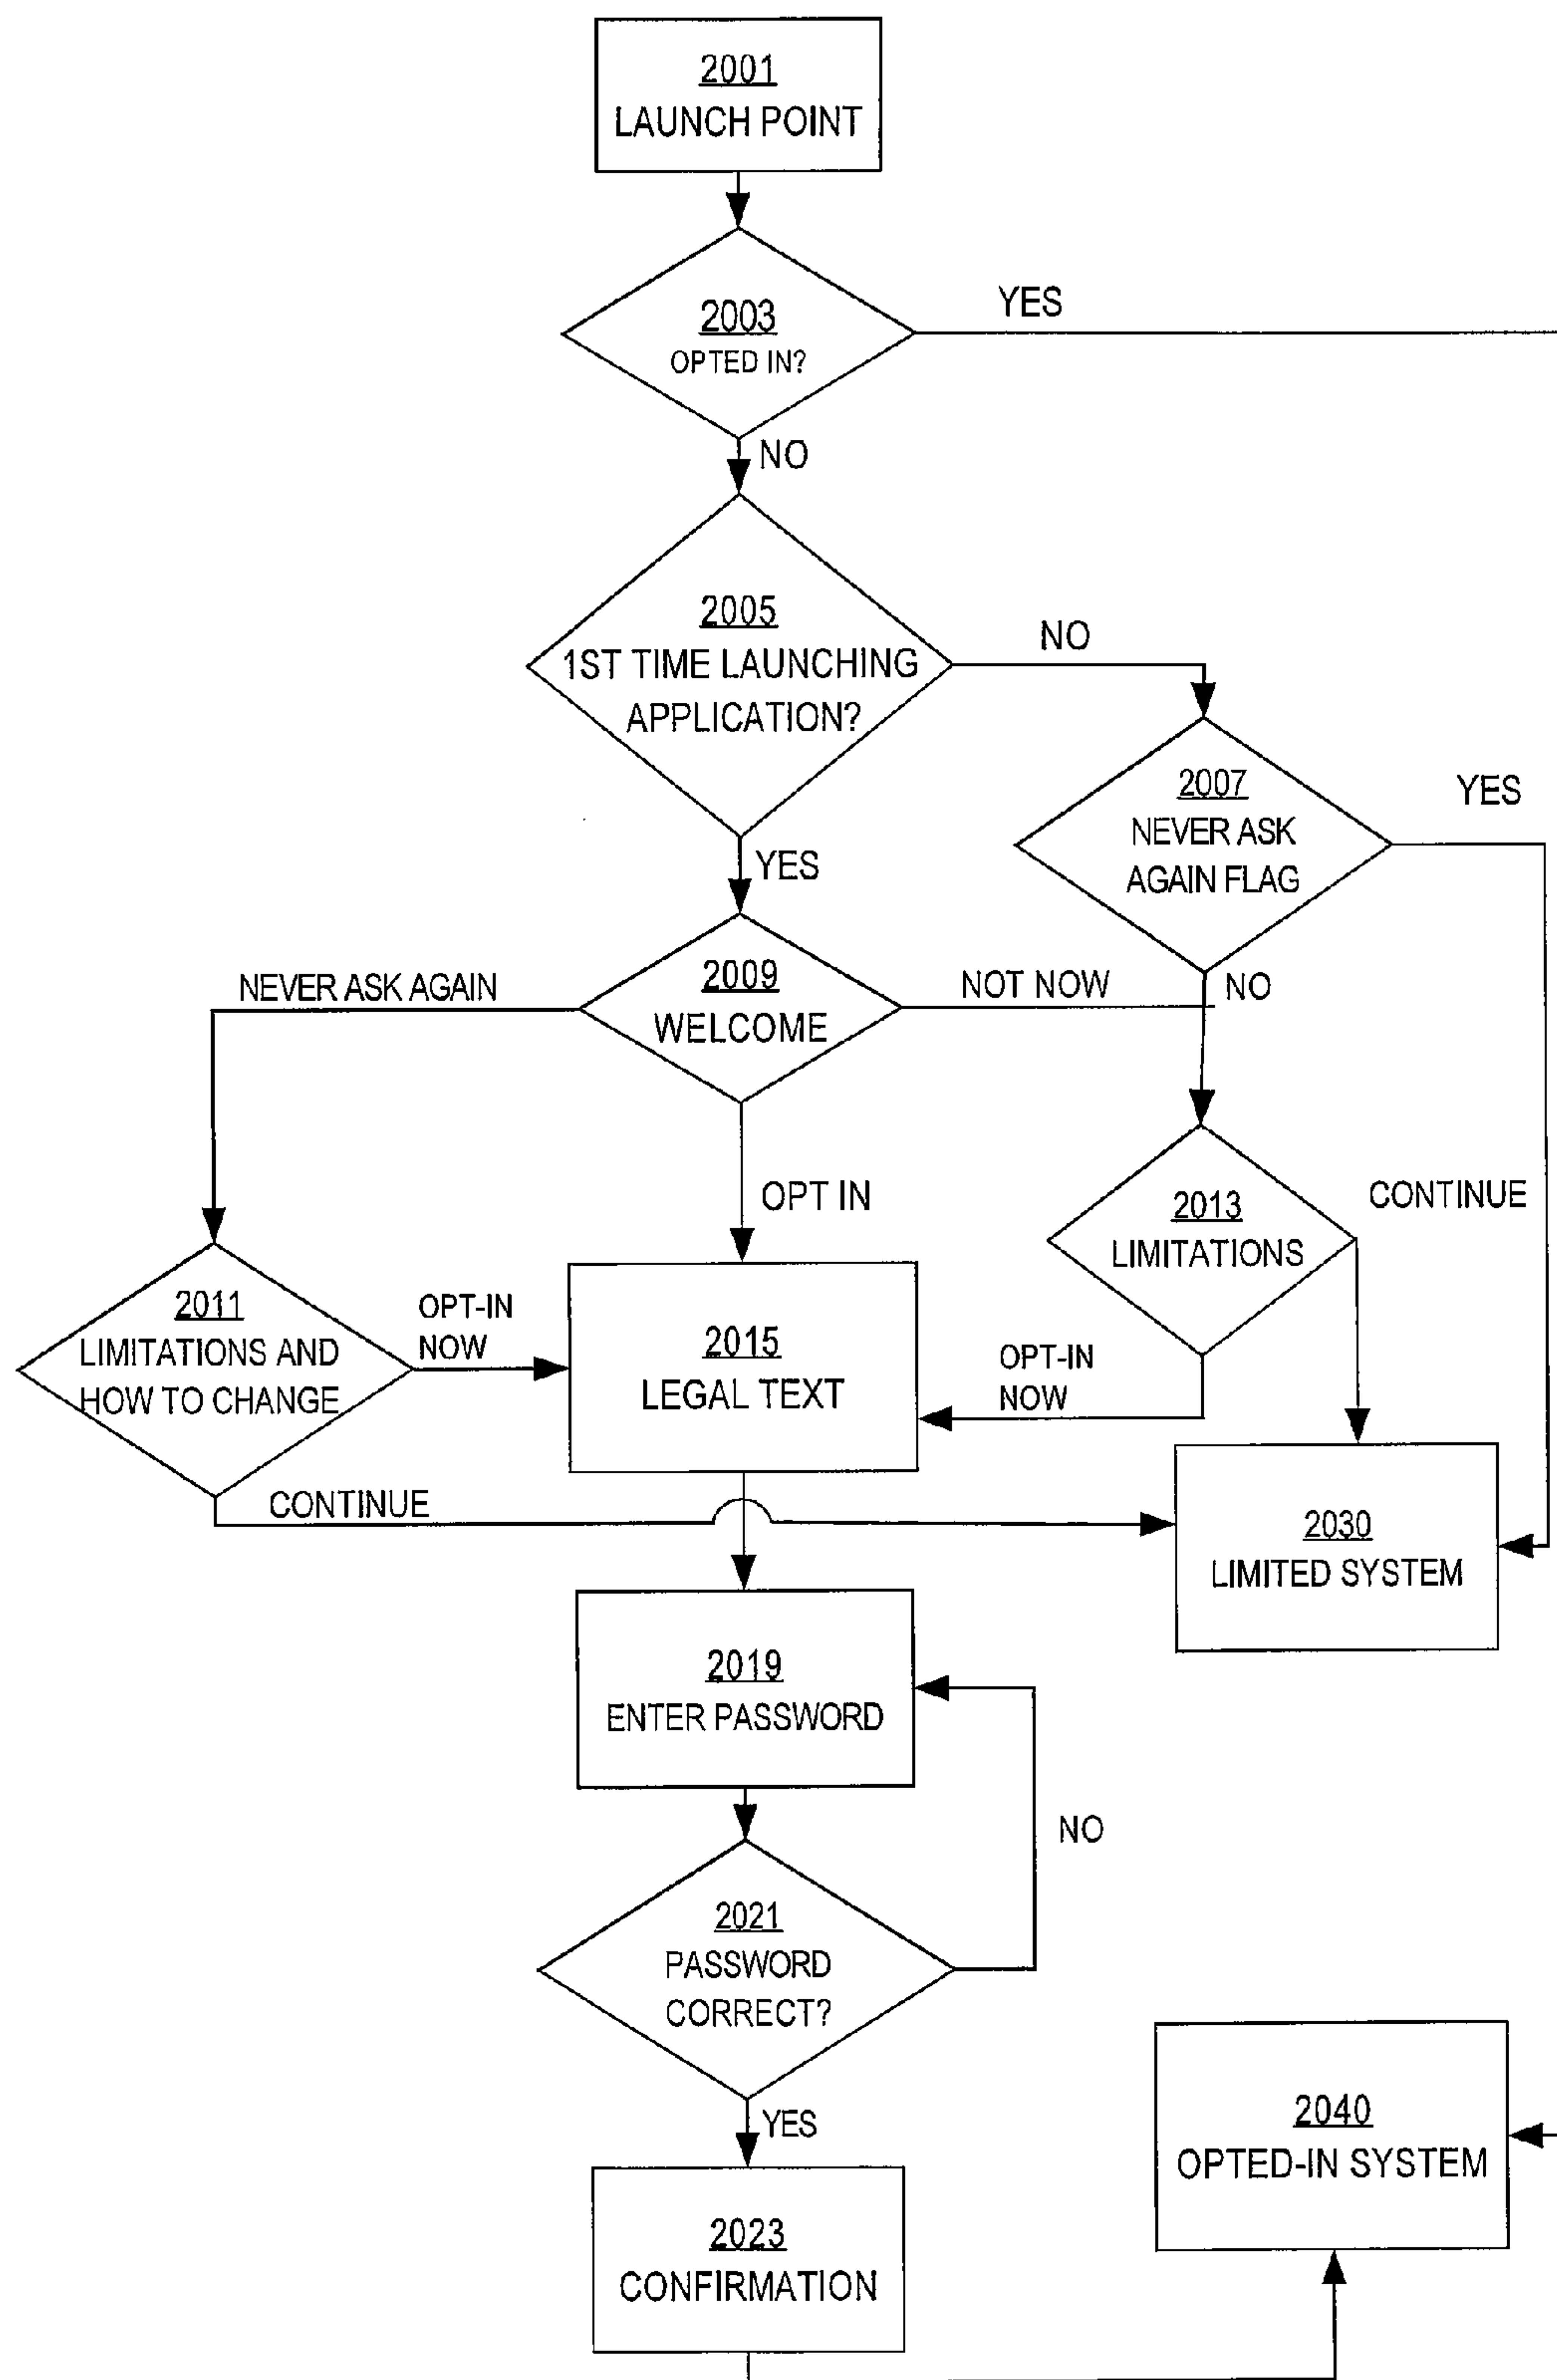 2001
LAUNCH POINT
2003
OPTED IN?
YES
NO
2005
1ST TIME LAUNCHING
APPLICATION?
NO
2007
NEVER ASK
AGAIN FLAG
YES
YES
2009
WELCOME
NEVER ASK AGAIN
NOT NOW
NO
OPT IN
2013
LIMITATIONS
CONTINUE
2011
LIMITATIONS AND
HOW TO CHANGE
OPT-IN
NOW
2015
LEGAL TEXT
OPT-IN
NOW
CONTINUE
2030
LIMITED SYSTEM
2019
ENTER PASSWORD
NO
2021
PASSWORD
CORRECT?
YES
2040
OPTED-IN SYSTEM
2023
CONFIRMATION